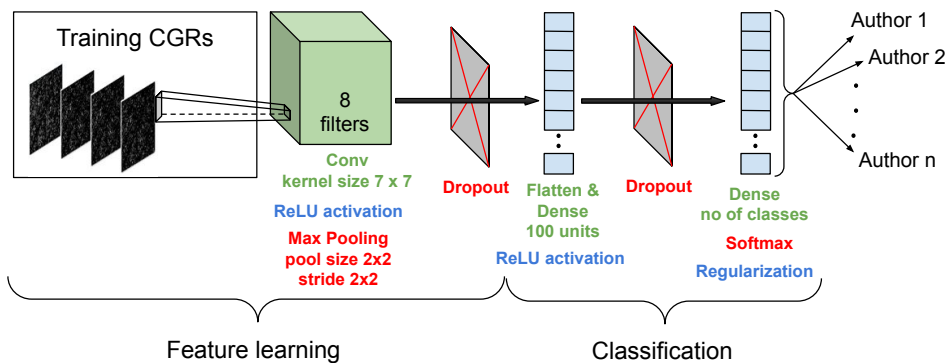 Training CGRs
8
filters
Conv
kernel size 7 x 7
ReLU activation
Max Pooling
pool size 2x2
stride 2x2
Dropout
Flatten &
Dense
100 units
ReLU activation
Dropout
Dense
no of classes
Softmax
Regularization
Author 1
Author 2
Author n
Feature learning
Classification